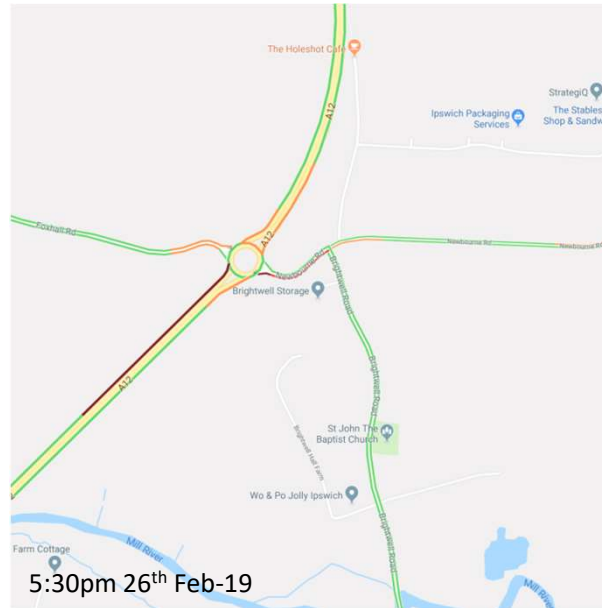 The Holeshot Cafe
StrategiQ
Ipswich Packaging
Services
The Stables
Shop & Sandw
A12
Foxhall Rd
A12
Newbourne Rd
Newbourne Rd
Newbourne Rd
Brightwell Storage
Brightwell Road
A12
Brightwell Road
St John The
Baptist Church
Brightwell Hall Farm
Wo & Po Jolly Ipswich
Brightwell Road
Mill River
Farm Cottage
Mill River
5:30pm 26th Feb-19